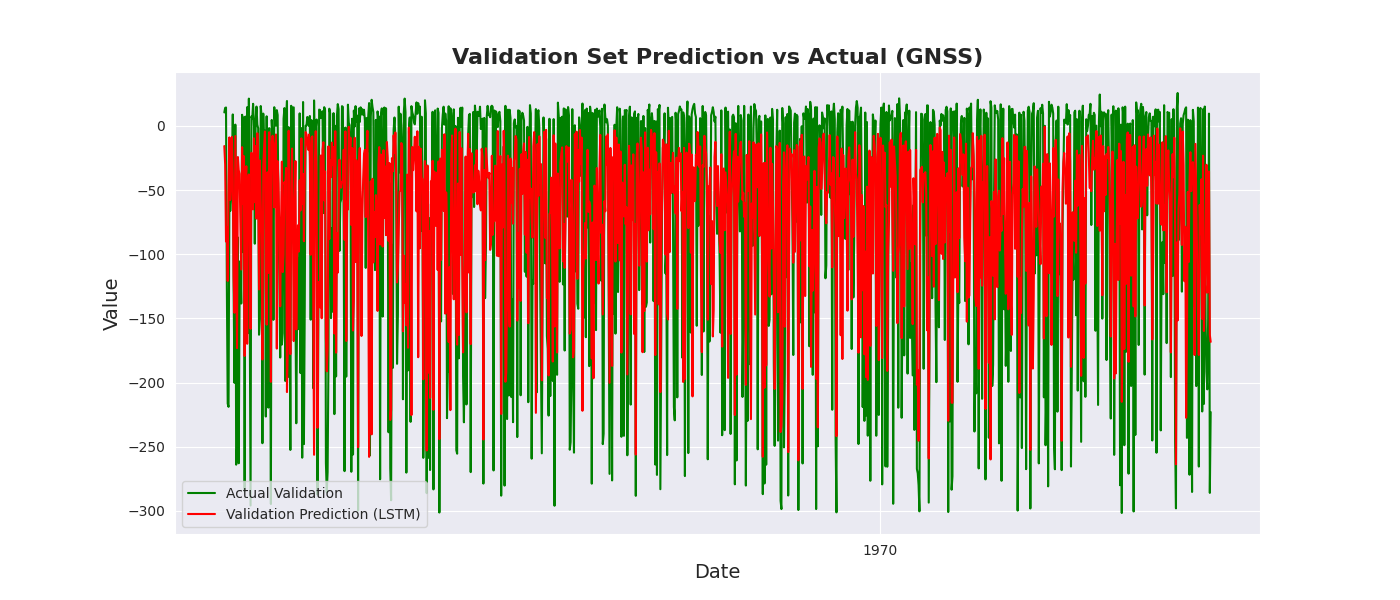 Validation Set Prediction vs Actual (GNSS)
Value
0
−50
−100
−150
−200
−250
−300
Actual Validation
Validation Prediction (LSTM)
1970
Date